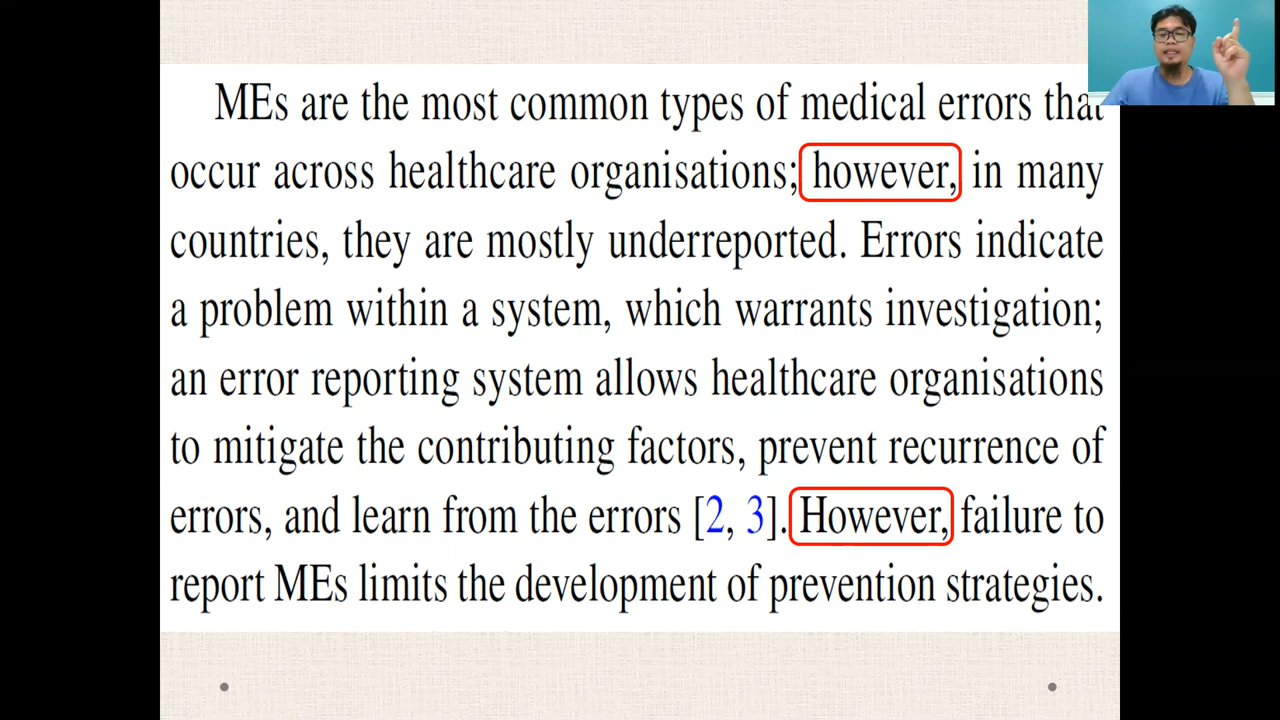 MEs are the most common types of medical errors that
occur across healthcare organisations; however, in many
countries, they are mostly underreported. Errors indicate
a problem within a system, which warrants investigation;
an error reporting system allows healthcare organisations
to mitigate the contributing factors, prevent recurrence of
errors, and learn from the errors [2, 3]. However, failure to
report MEs limits the development of prevention strategies.